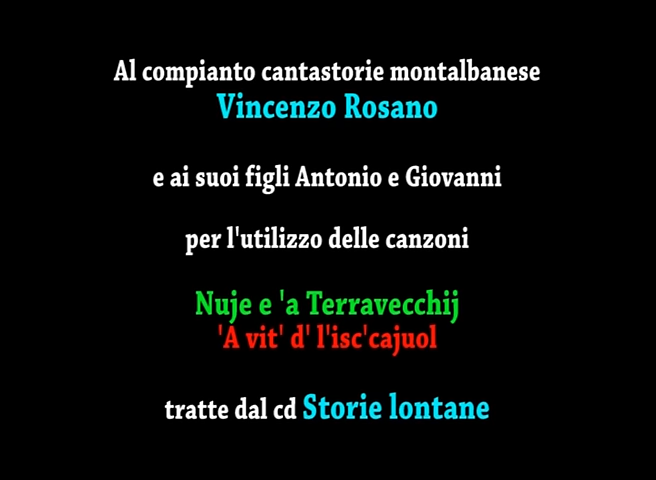 Al compianto cantastorie montalbanese
Vincenzo Rosano
e ai suoi figli Antonio e Giovanni
per l'utilizzo delle canzoni
Nuje e 'a Terravecchij
'A vit' d' l'isc'cajuol
tratte dal cd Storie lontane